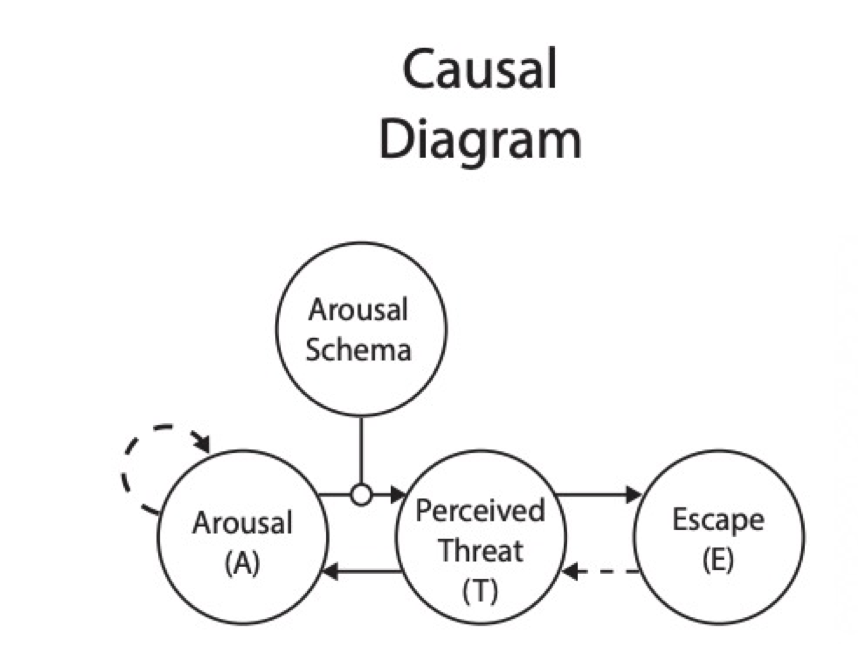 Causal
Diagram
Arousal
Schema
Arousal
(A)
Perceived
Threat
(T)
Escape
(E)